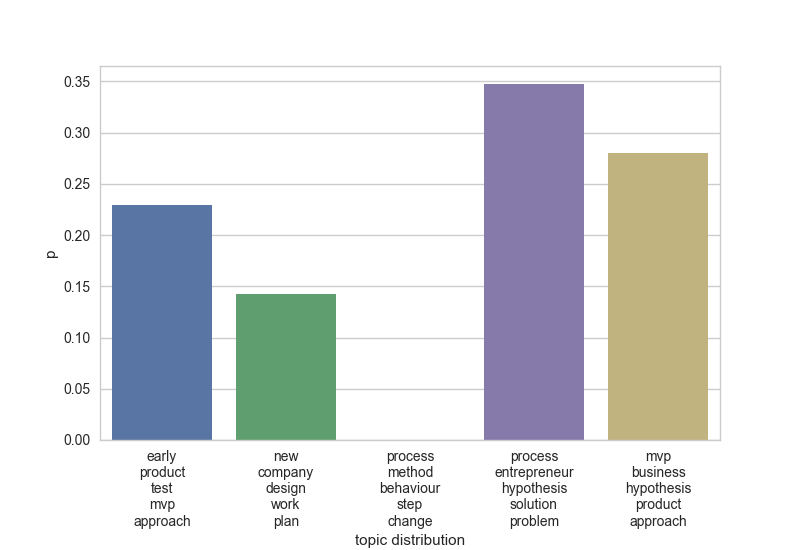 0.35
0.30
0.25
0.20
0.15
0.10
0.05
0.00
p
early
product
test
mvp
approach
new
company
design
work
plan
process
method
behaviour
step
change
process
entrepreneur
hypothesis
solution
problem
mvp
business
hypothesis
product
approach
topic distribution